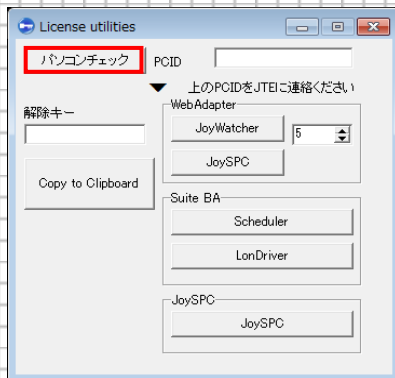 License utilities
パソコンチェック PCID
上のPCIDをJTEに連絡ください
解除キー
WebAdapter
JoyWatcher 5
JoySPC
Copy to Clipboard
Suite BA
Scheduler
LonDriver
JoySPC
JoySPC